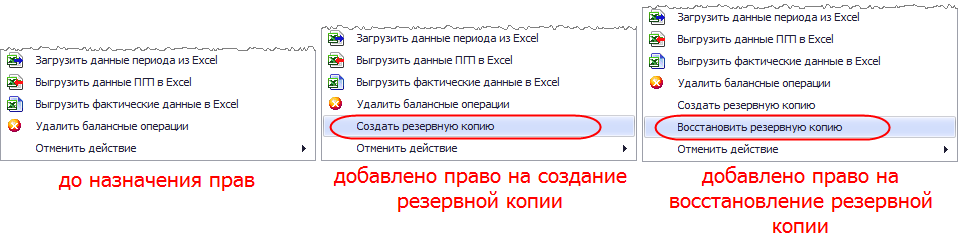 Загрузить данные периода из Excel
Выгрузить данные ПГП в Excel
Выгрузить фактические данные в Excel
Удалить балансные операции
Отменить действие
до назначения прав
Загрузить данные периода из Excel
Выгрузить данные ПГП в Excel
Выгрузить фактические данные в Excel
Удалить балансные операции
Создать резервную копию
Отменить действие
добавлено право на создание
резервной копии
Загрузить данные периода из Excel
Выгрузить данные ПГП в Excel
Выгрузить фактические данные в Excel
Удалить балансные операции
Создать резервную копию
Восстановить резервную копию
Отменить действие
добавлено право на
восстановление резервной
копии